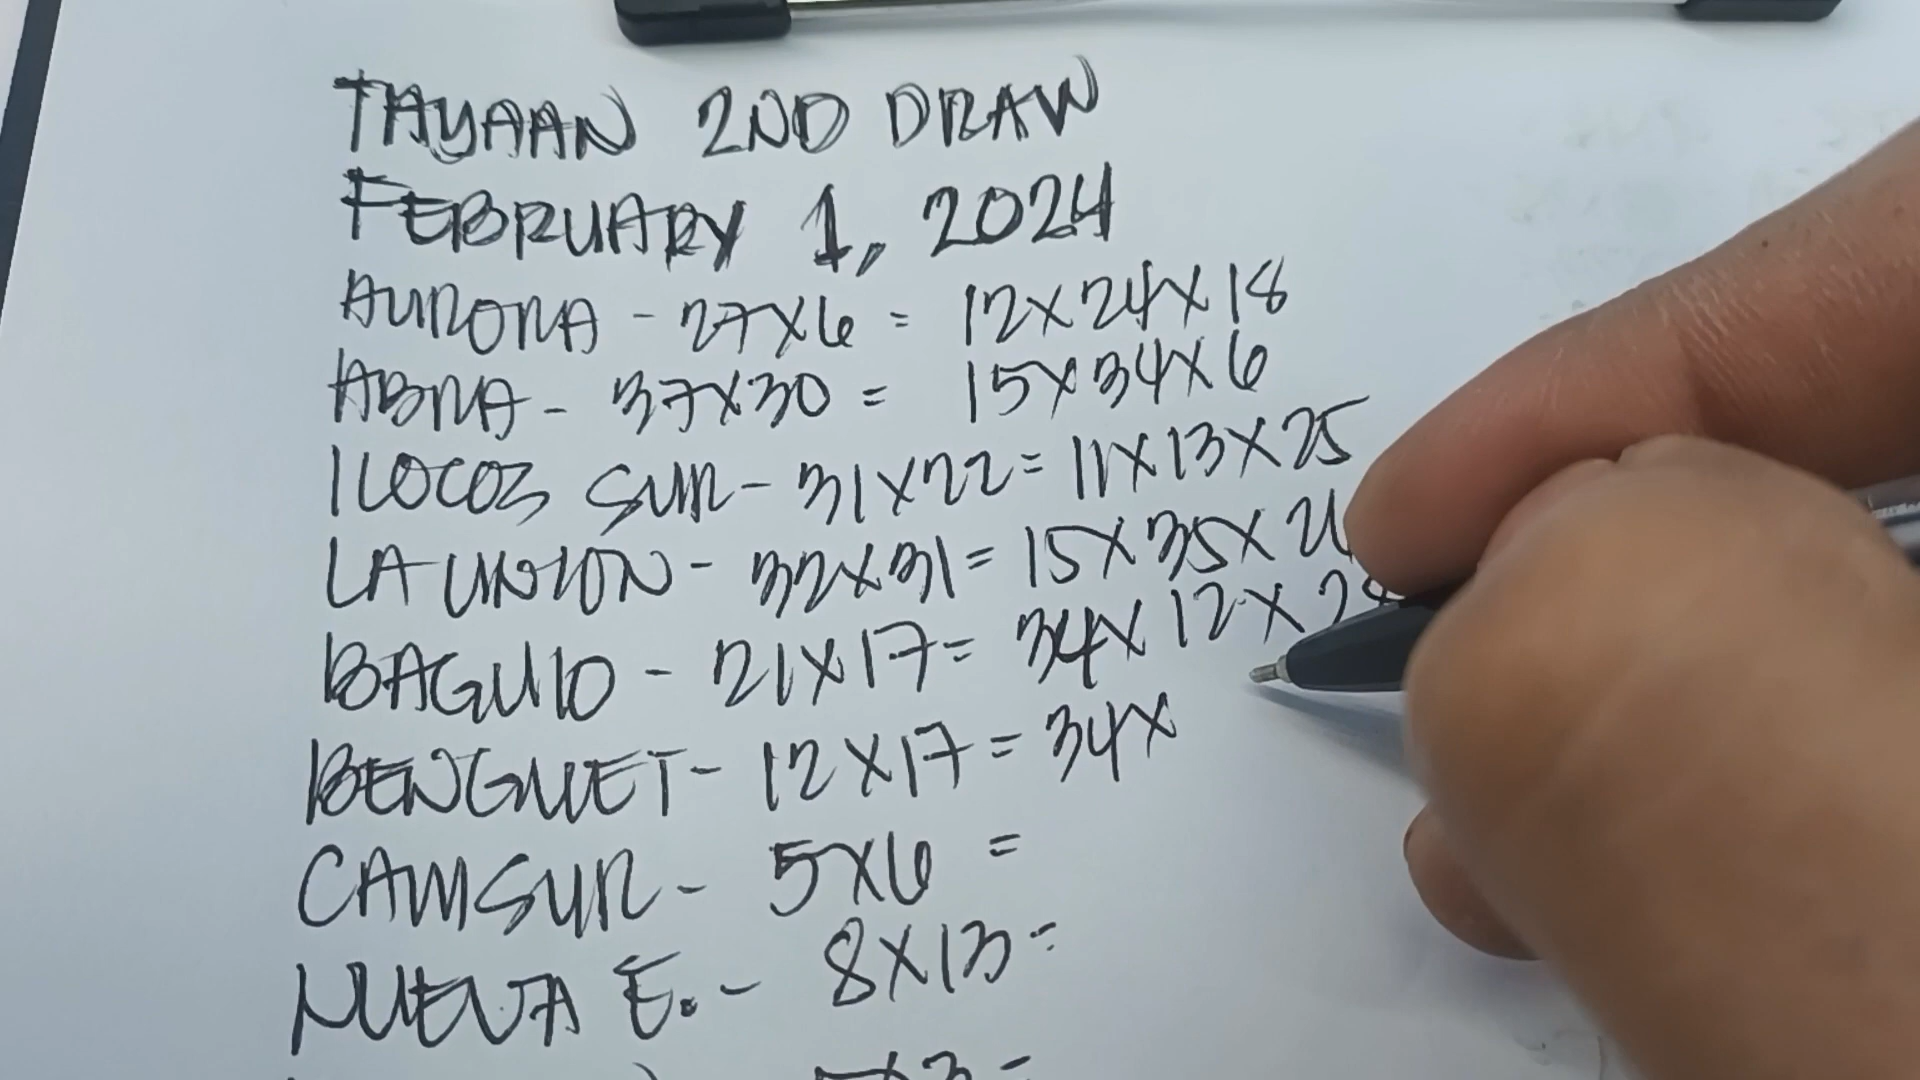 TAYAAN 2ND DRAW
FEBRUARY 1, 2024
AURORA - 27X6 = 12X24X18
ABRA - 37X30 = 15X34X6
ILOCOS SUR - 31X22 = 11X13X25
LA UNION - 32X31 = 15X35X
BAGUIO - 21X17 = 34X12X
BENGUET - 12X17 = 34X
CAMSUR - 5X6 =
NUEVA E. - 8X13 =